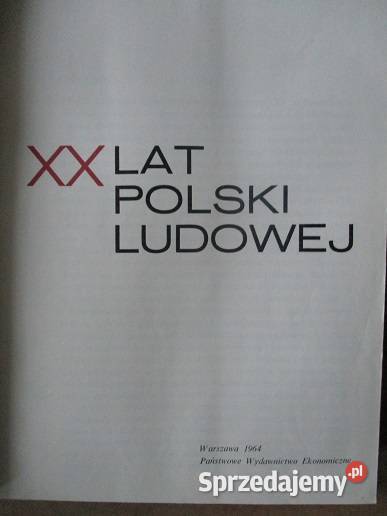 XX LAT
POLSKI
LUDOWEJ
Warszawa 1964
Państwowe Wydawnictwo Ekonomiczne
Sprzedajemy.pl